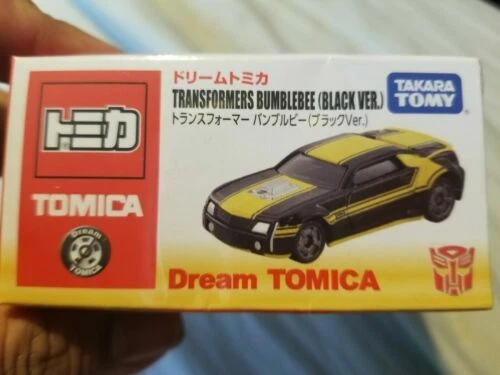 ドリームトミカ
TRANSFORMERS BUMBLEBEE (BLACK VER.)
トランスフォーマー バンブルビー(ブラックVer.)
TAKARA
TOMY
トミカ
TOMICA
Dream
TOMICA
Dream TOMICA